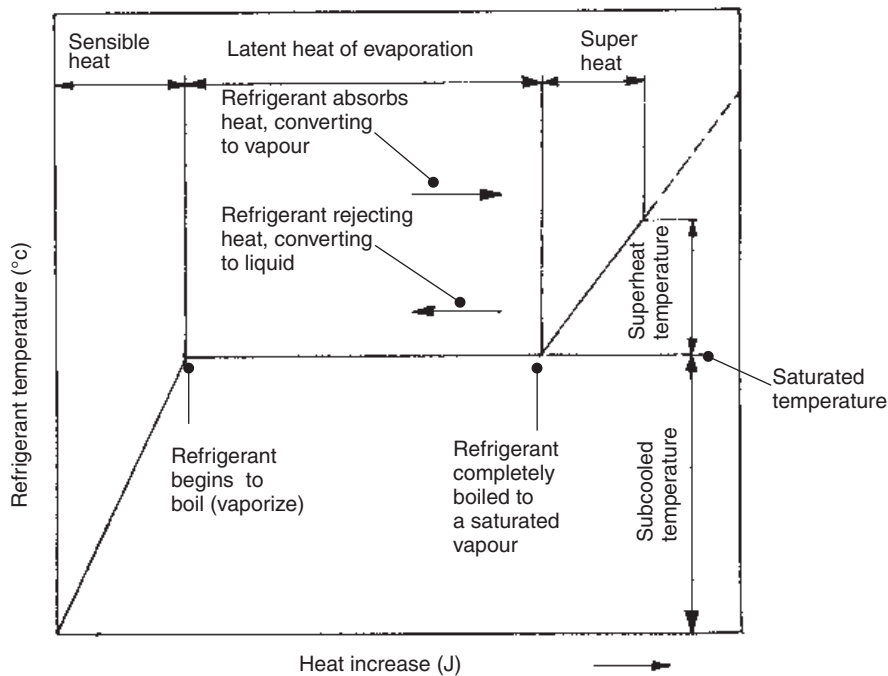 Sensible
heat
Latent heat of evaporation
Super
heat
Refrigerant absorbs
heat, converting
to vapour
Refrigerant rejecting
heat, converting
to liquid
Refrigerant temperature (°c)
Superheat
temperature
Saturated
temperature
Refrigerant
begins to
boil (vaporize)
Refrigerant
completely
boiled to
a saturated
vapour
Subcooled
temperature
Heat increase (J)